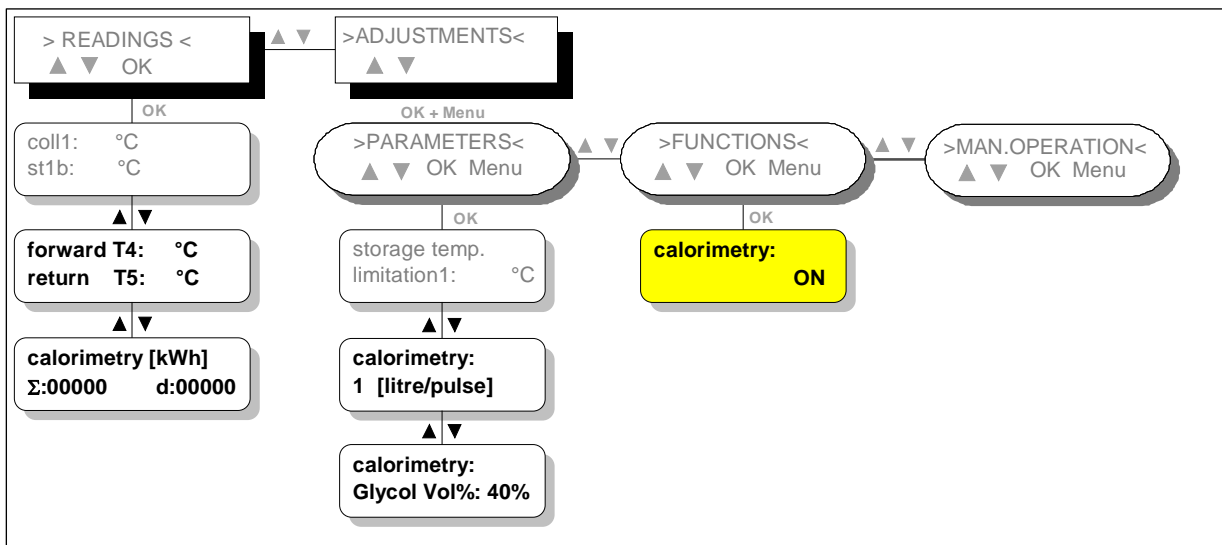 > READINGS <
▲ ▼ OK
▲ ▼
>ADJUSTMENTS<
▲ ▼
OK
coll1: °C
st1b: °C
▲ ▼
forward T4: °C
return T5: °C
▲ ▼
calorimetry [kWh]
Σ:00000 d:00000
OK + Menu
>PARAMETERS<
▲ ▼ OK Menu
▲ ▼
>FUNCTIONS<
▲ ▼ OK Menu
▲ ▼
>MAN.OPERATION<
▲ ▼ OK Menu
OK
storage temp.
limitation1: °C
▲ ▼
calorimetry:
1 [litre/pulse]
▲ ▼
calorimetry:
Glycol Vol%: 40%
OK
calorimetry:
ON